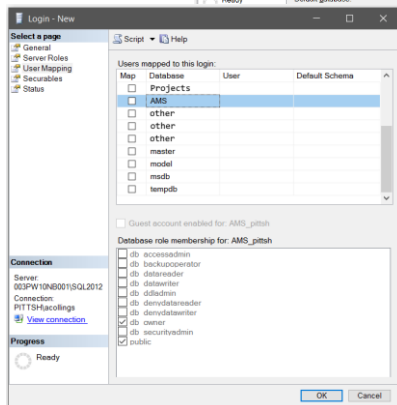 Ready
Default database:
Login - New
Select a page
General
Server Roles
User Mapping
Securables
Status
Script
Help
Users mapped to this login:
Map Database User Default Schema
Projects
AMS
other
other
other
master
model
msdb
tempdb
Guest account enabled for: AMS_pittsh
Database role membership for: AMS_pittsh
db_accessadmin
db_backupoperator
db_datareader
db_datawriter
db_ddladmin
db_denydatareader
db_denydatawriter
db_owner
db_securityadmin
public
Connection
Server:
003PW10NB001\SQL2012
Connection:
PITTSH\acollings
View connection
Progress
Ready
OK Cancel